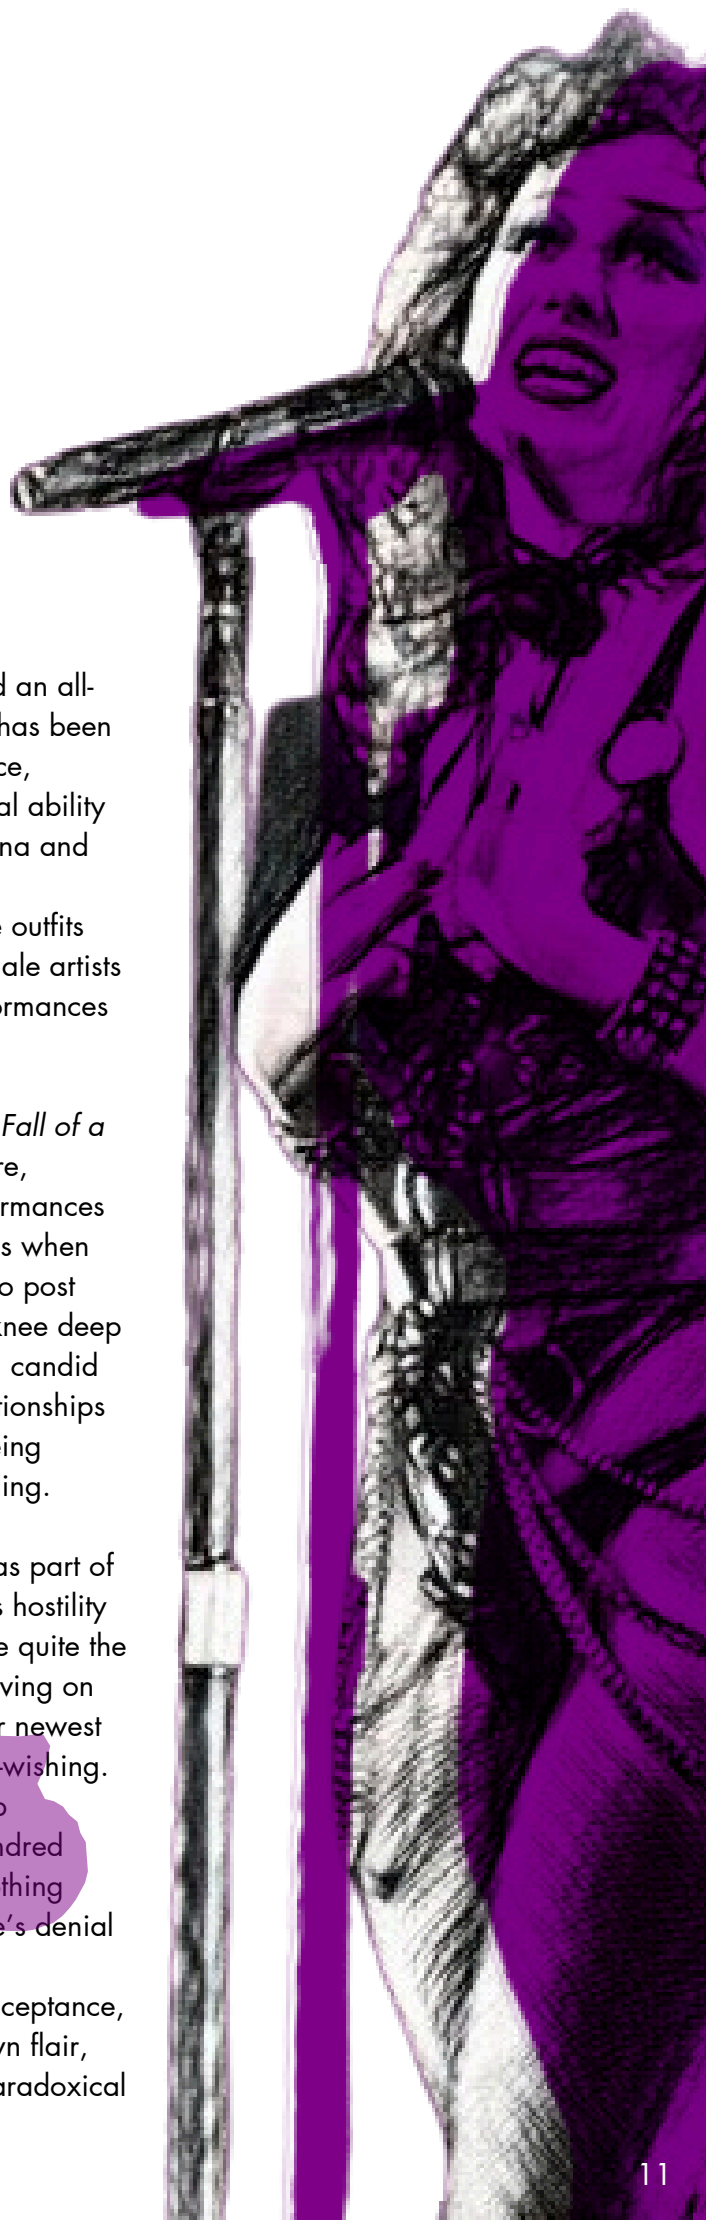 d an all-
has been
ce,
al ability
na and
e outfits
ale artists
ormances
Fall of a
re,
rmances
s when
o post
knee deep
candid
tionships
eing
ing.
as part of
s hostility
e quite the
ving on
r newest
-wishing.
o
ndred
thing
e’s denial
ceptance,
wn flair,
aradoxical
11